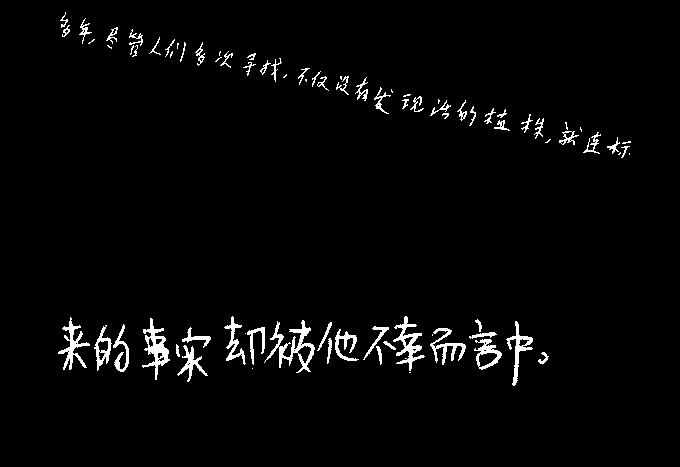 多年,尽管人们多次寻找,不仅没有发现活的植株,就连标
来的事实却被他不幸而言中。